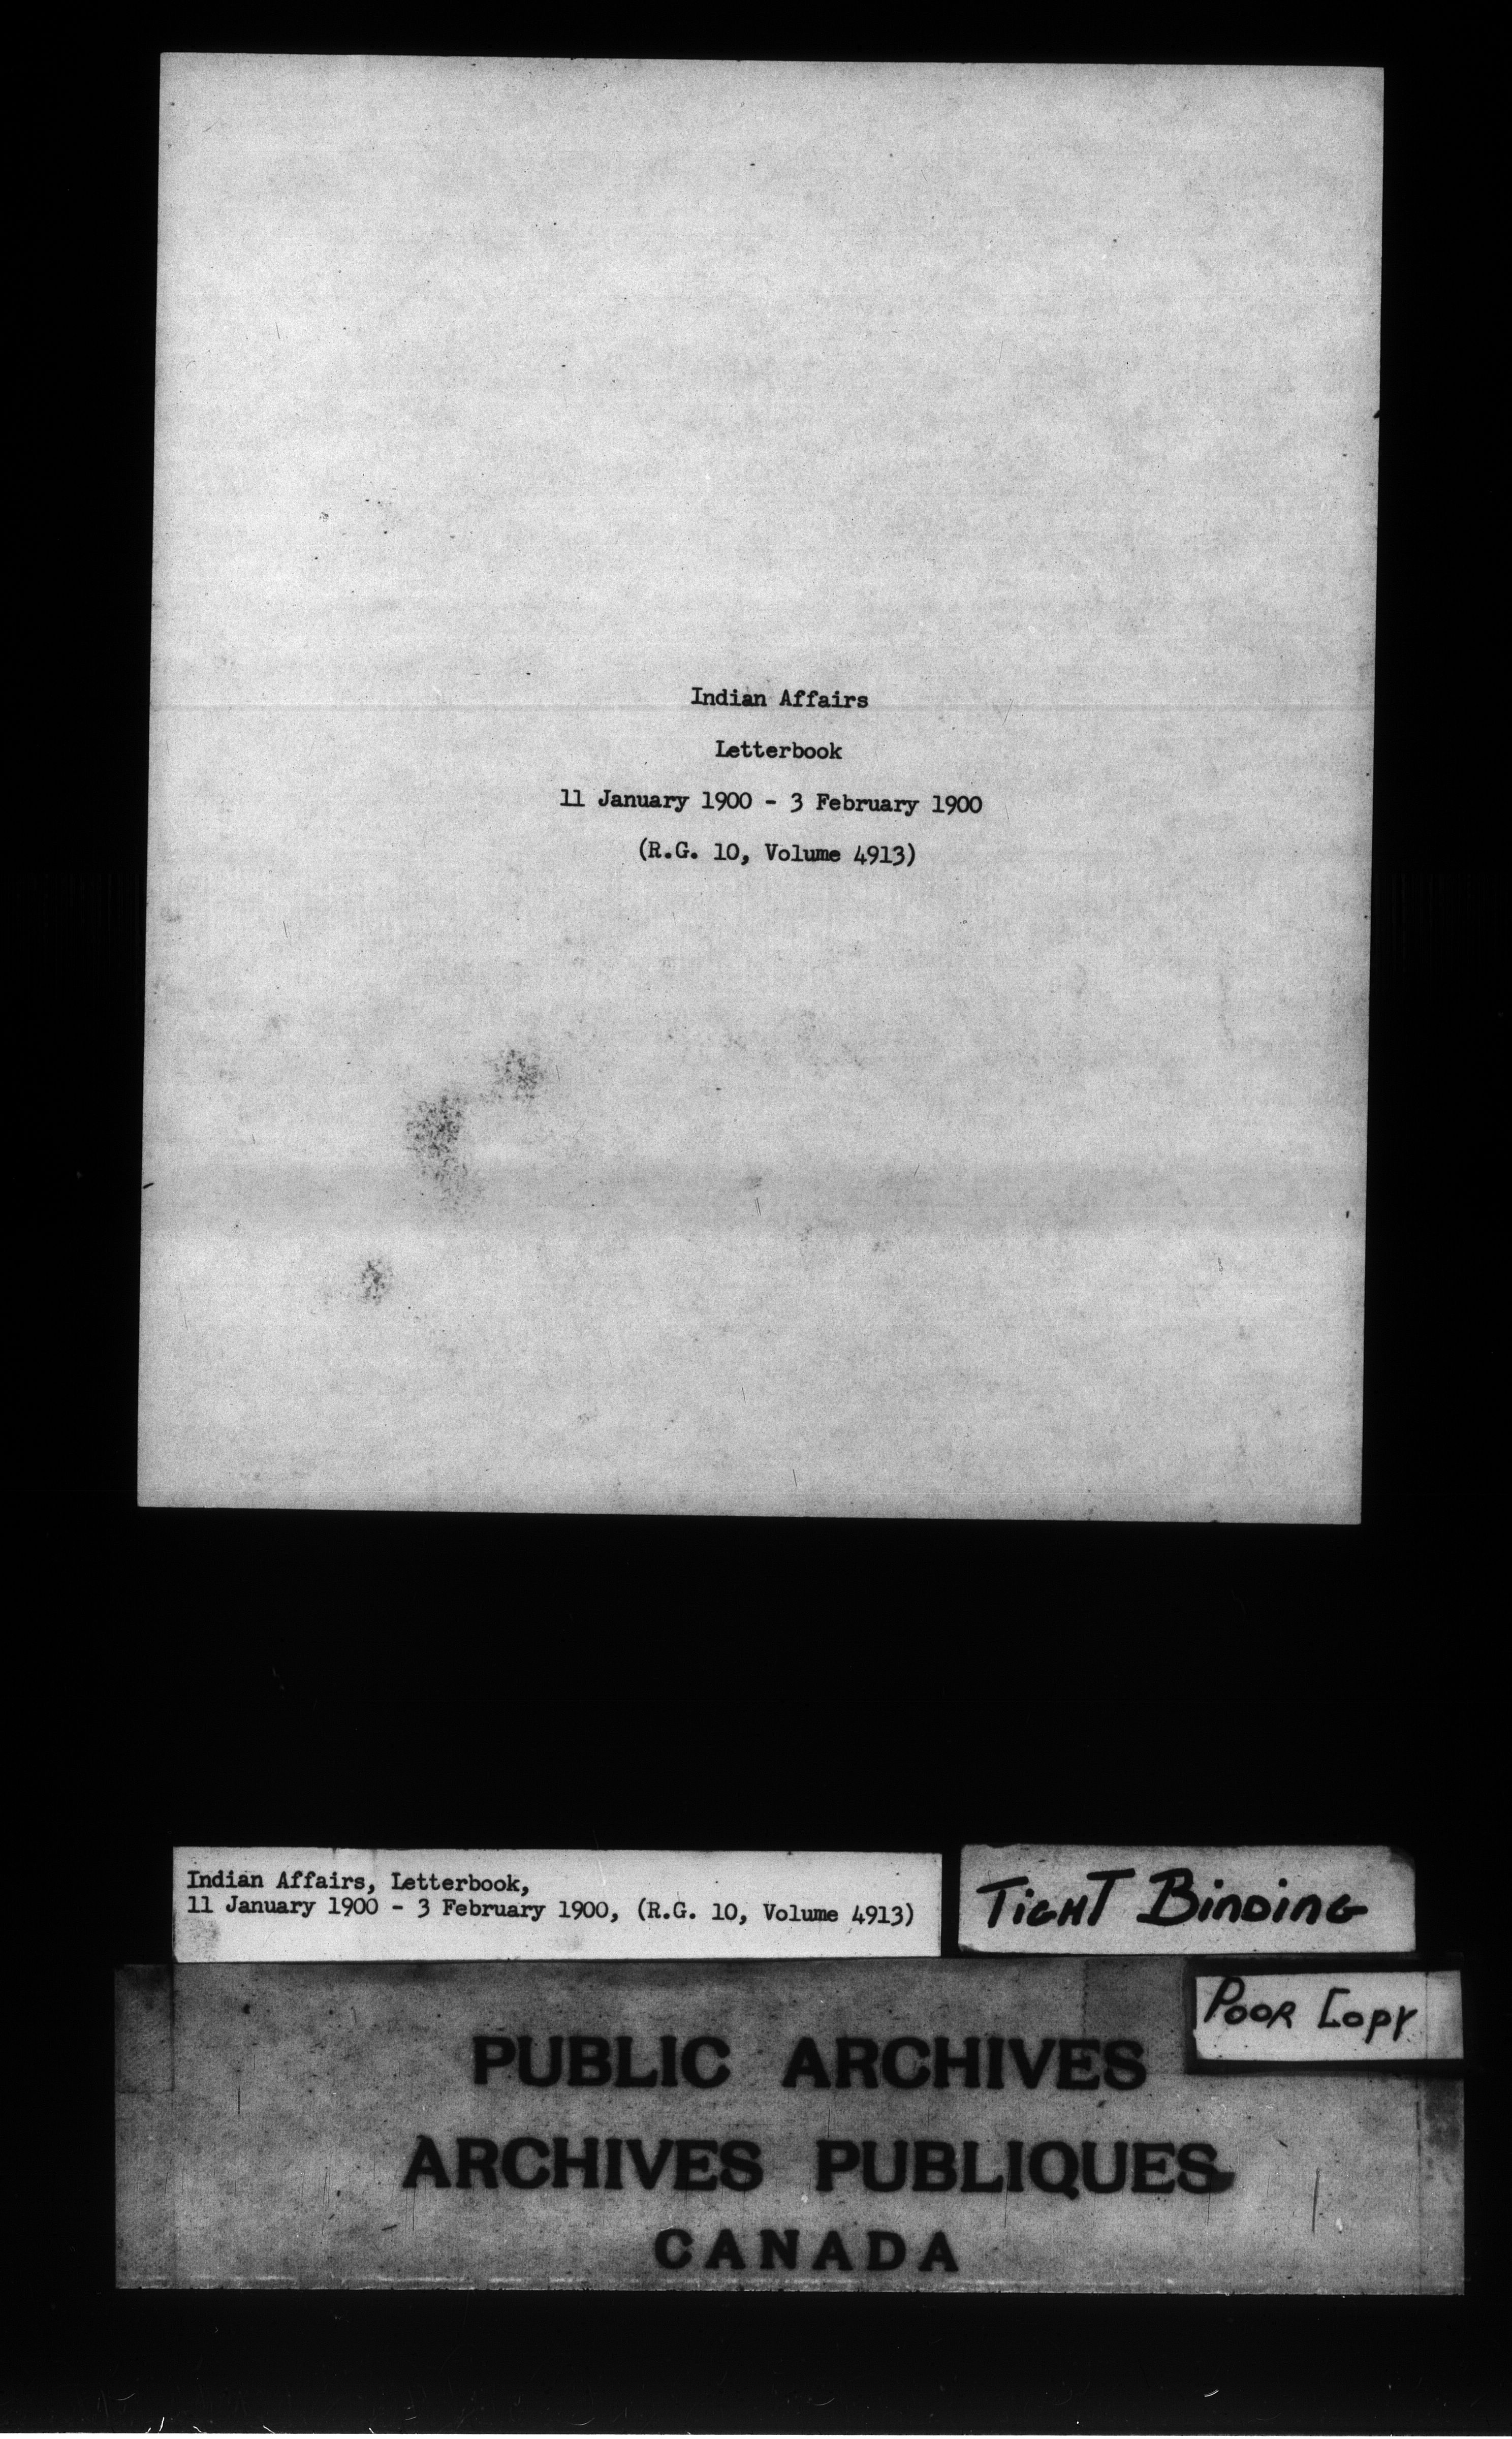 Indian Affairs
Letterbook
11 January 1900 - 3 February 1900
(R.G. 10, Volume 4913)
Indian Affairs, Letterbook,
11 January 1900 - 3 February 1900, (R.G. 10, Volume 4913)
TIGHT BINDING
POOR COPY
PUBLIC ARCHIVES
ARCHIVES PUBLIQUES
CANADA